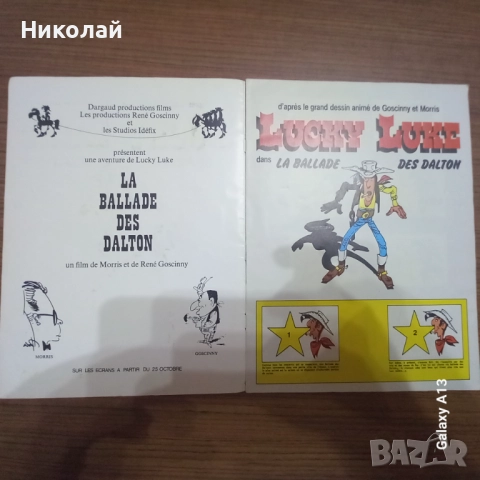 Николай
Dargaud productions films
Les productions René Goscinny
et
les Studios Idéfix
présentent
une aventure de Lucky Luke
LA
BALLADE
DES
DALTON
un film de Morris et de René Goscinny
MORRIS
GOSCINNY
SUR LES ECRANS A PARTIR DU 25 OCTOBRE
d'après le grand dessin animé de Goscinny et Morris
LUCKY LUKE
dans LA BALLADE DES DALTON
1
2
Galaxy A13
BAZAR